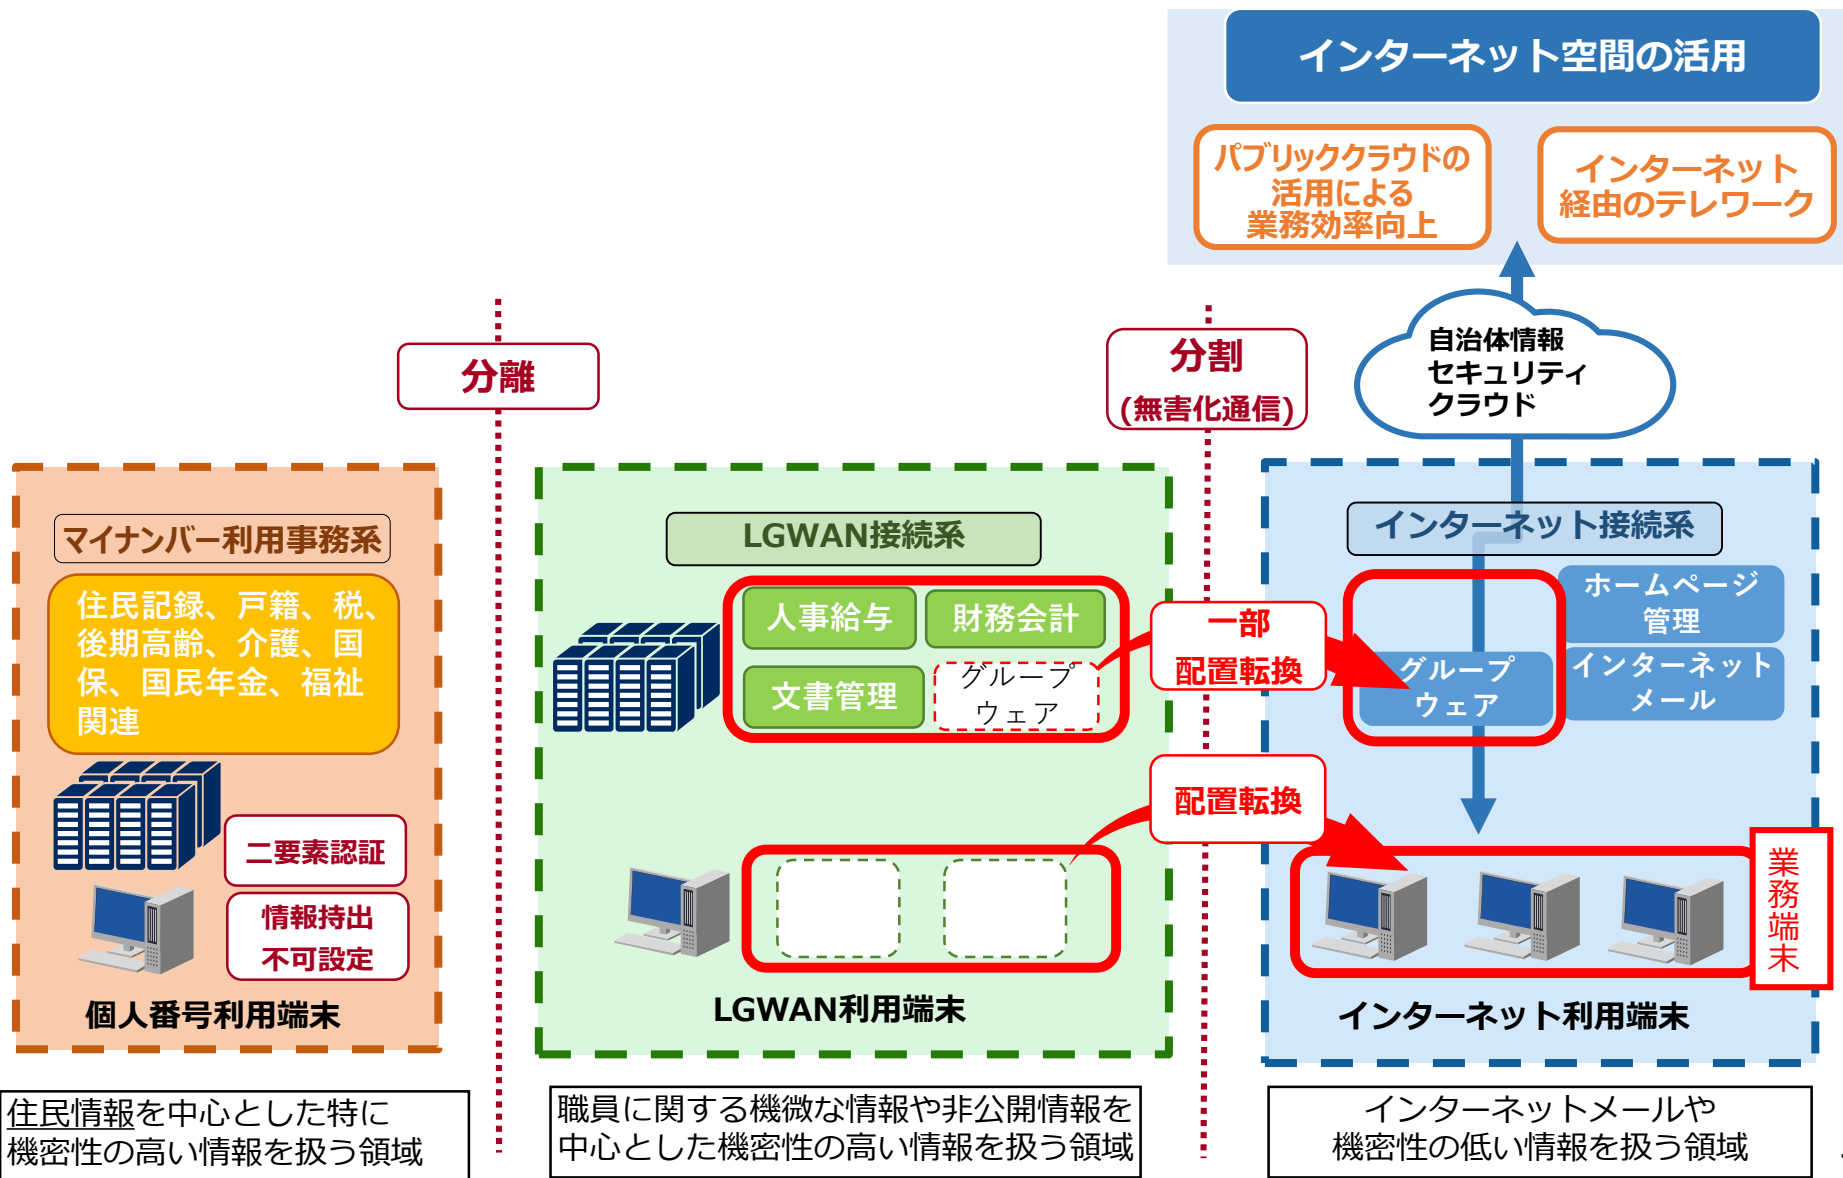 インターネット空間の活用
パブリッククラウドの
活用による
業務効率向上
インターネット
経由のテレワーク
自治体情報
セキュリティ
クラウド
分離
分割
(無害化通信)
マイナンバー利用事務系
住民記録、戸籍、税、
後期高齢、介護、国
保、国民年金、福祉
関連
二要素認証
情報持出
不可設定
個人番号利用端末
LGWAN接続系
人事給与
財務会計
文書管理
グループ
ウェア
LGWAN利用端末
一部
配置転換
配置転換
インターネット接続系
ホームページ
管理
グループ
ウェア
インターネット
メール
業務端末
インターネット利用端末
住民情報を中心とした特に
機密性の高い情報を扱う領域
職員に関する機微な情報や非公開情報を
中心とした機密性の高い情報を扱う領域
インターネットメールや
機密性の低い情報を扱う領域